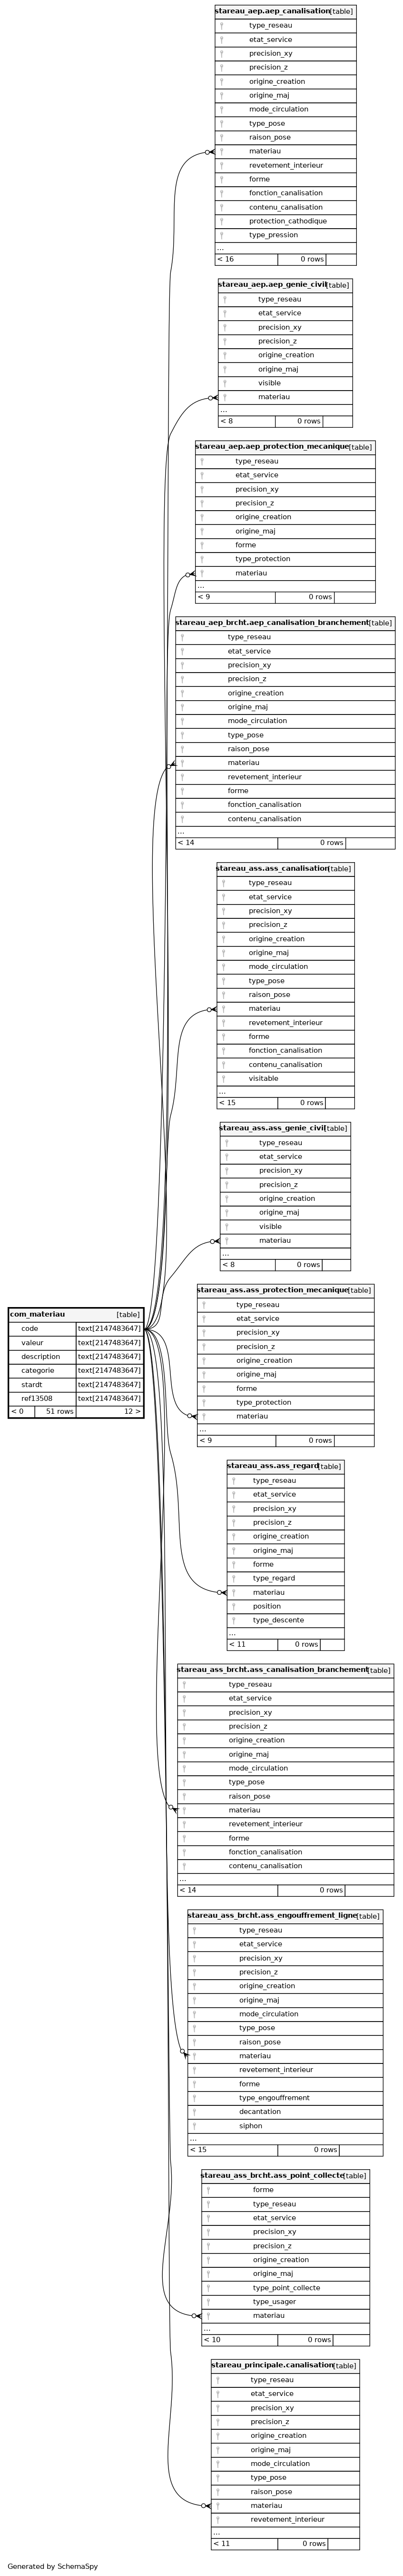 stareau_aep.aep_canalisation [table]
type_reseau
etat_service
precision_xy
precision_z
origine_creation
origine_maj
mode_circulation
type_pose
raison_pose
materiau
revetement_interieur
forme
fonction_canalisation
contenu_canalisation
protection_cathodique
type_pression
...
< 16 0 rows
stareau_aep.aep_genie_civil [table]
type_reseau
etat_service
precision_xy
precision_z
origine_creation
origine_maj
visible
materiau
...
< 8 0 rows
stareau_aep.aep_protection_mecanique [table]
type_reseau
etat_service
precision_xy
precision_z
origine_creation
origine_maj
forme
type_protection
materiau
...
< 9 0 rows
stareau_aep_brcht.aep_canalisation_branchement [table]
type_reseau
etat_service
precision_xy
precision_z
origine_creation
origine_maj
mode_circulation
type_pose
raison_pose
materiau
revetement_interieur
forme
fonction_canalisation
contenu_canalisation
...
< 14 0 rows
stareau_ass.ass_canalisation [table]
type_reseau
etat_service
precision_xy
precision_z
origine_creation
origine_maj
mode_circulation
type_pose
raison_pose
materiau
revetement_interieur
forme
fonction_canalisation
contenu_canalisation
visitable
...
< 15 0 rows
stareau_ass.ass_genie_civil [table]
type_reseau
etat_service
precision_xy
precision_z
origine_creation
origine_maj
visible
materiau
...
< 8 0 rows
com_materiau [table]
code text[2147483647]
valeur text[2147483647]
description text[2147483647]
categorie text[2147483647]
stardt text[2147483647]
ref13508 text[2147483647]
< 0 51 rows 12 >
stareau_ass.ass_protection_mecanique [table]
type_reseau
etat_service
precision_xy
precision_z
origine_creation
origine_maj
forme
type_protection
materiau
...
< 9 0 rows
stareau_ass.ass_regard [table]
type_reseau
etat_service
precision_xy
precision_z
origine_creation
origine_maj
forme
type_regard
materiau
position
type_descente
...
< 11 0 rows
stareau_ass_brcht.ass_canalisation_branchement [table]
type_reseau
etat_service
precision_xy
precision_z
origine_creation
origine_maj
mode_circulation
type_pose
raison_pose
materiau
revetement_interieur
forme
fonction_canalisation
contenu_canalisation
...
< 14 0 rows
stareau_ass_brcht.ass_engouffrement_ligne [table]
type_reseau
etat_service
precision_xy
precision_z
origine_creation
origine_maj
mode_circulation
type_pose
raison_pose
materiau
revetement_interieur
forme
type_engouffrement
decantation
siphon
...
< 15 0 rows
stareau_ass_brcht.ass_point_collecte [table]
forme
type_reseau
etat_service
precision_xy
precision_z
origine_creation
origine_maj
type_point_collecte
type_usager
materiau
...
< 10 0 rows
stareau_principale.canalisation [table]
type_reseau
etat_service
precision_xy
precision_z
origine_creation
origine_maj
mode_circulation
type_pose
raison_pose
materiau
revetement_interieur
...
< 11 0 rows
Generated by SchemaSpy